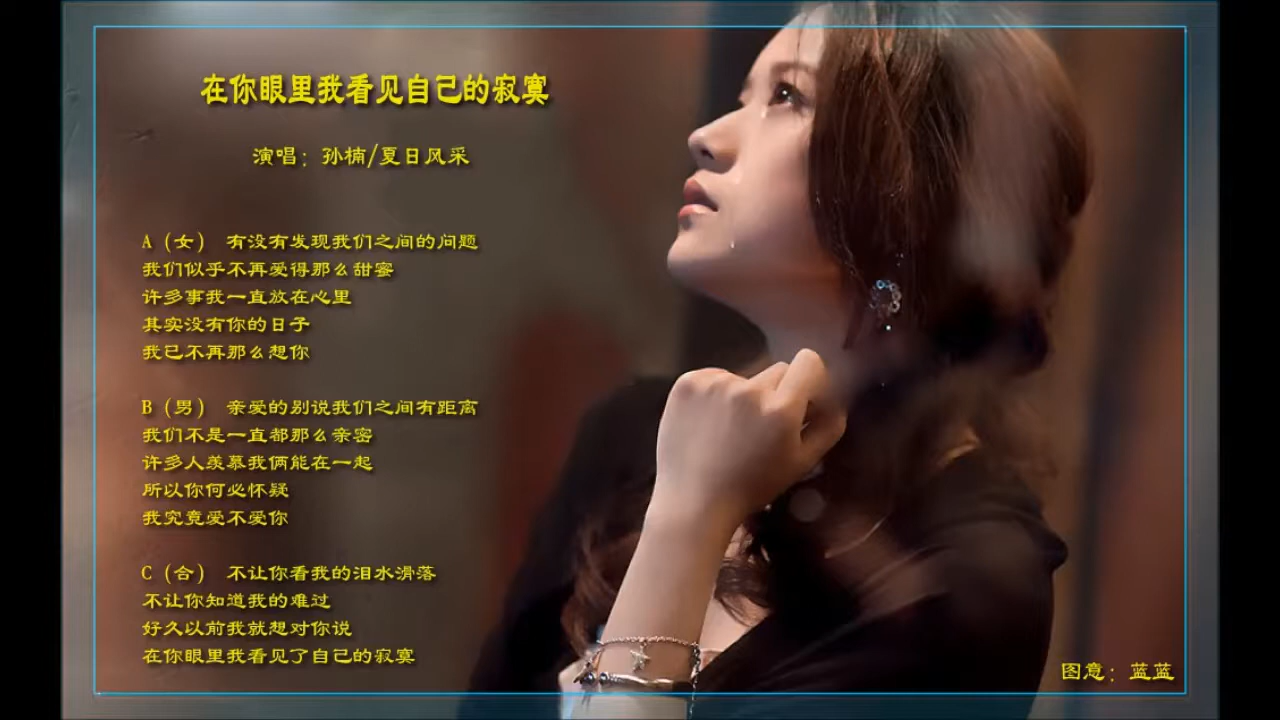 在你眼里我看见自己的寂寞
演唱：孙楠/夏日风采
A（女） 有没有发现我们之间的问题
我们似乎不再爱得那么甜蜜
许多事我一直放在心里
其实没有你的日子
我已不再那么想你
B（男） 亲爱的别说我们之间有距离
我们不是一直都那么亲密
许多人羡慕我俩能在一起
所以你何必怀疑
我究竟爱不爱你
C（合） 不让你看我的泪水滑落
不让你知道我的难过
好久以前我就想对你说
在你眼里我看见了自己的寂寞
图意：蓝蓝